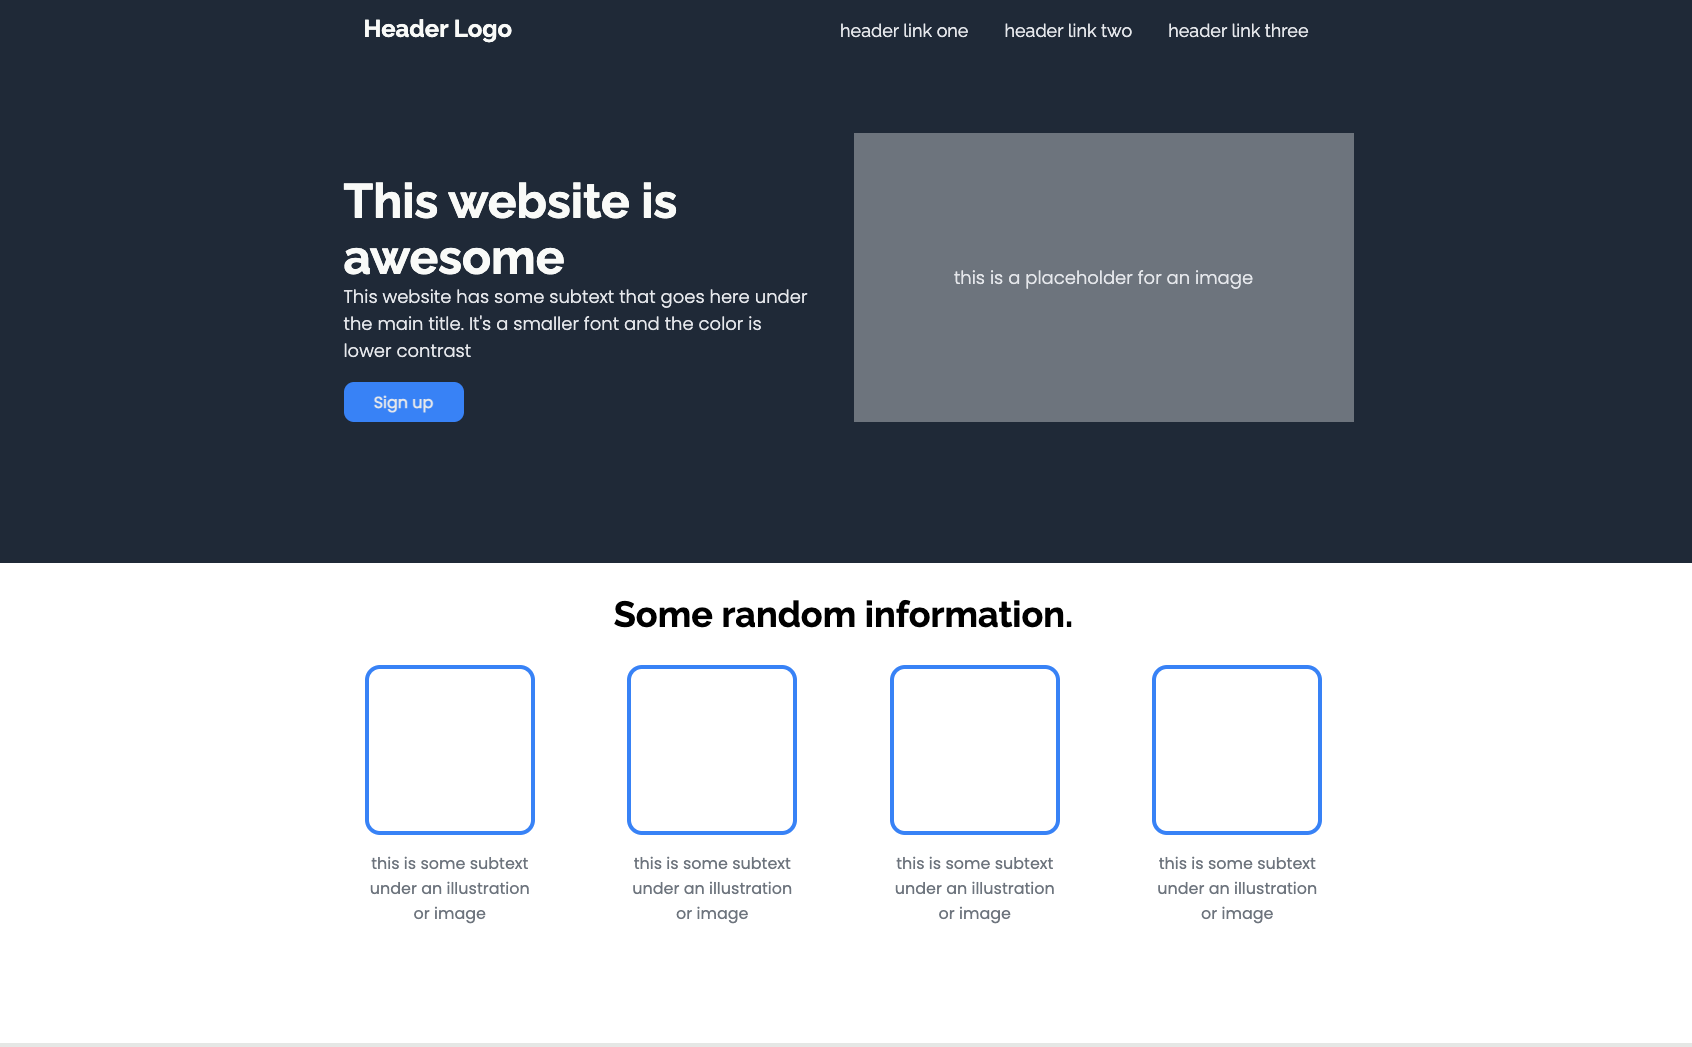 Header Logo
header link one
header link two
header link three
This website is
awesome
This website has some subtext that goes here under
the main title. It's a smaller font and the color is
lower contrast
Sign up
this is a placeholder for an image
Some random information.
this is some subtext
under an illustration
or image
this is some subtext
under an illustration
or image
this is some subtext
under an illustration
or image
this is some subtext
under an illustration
or image